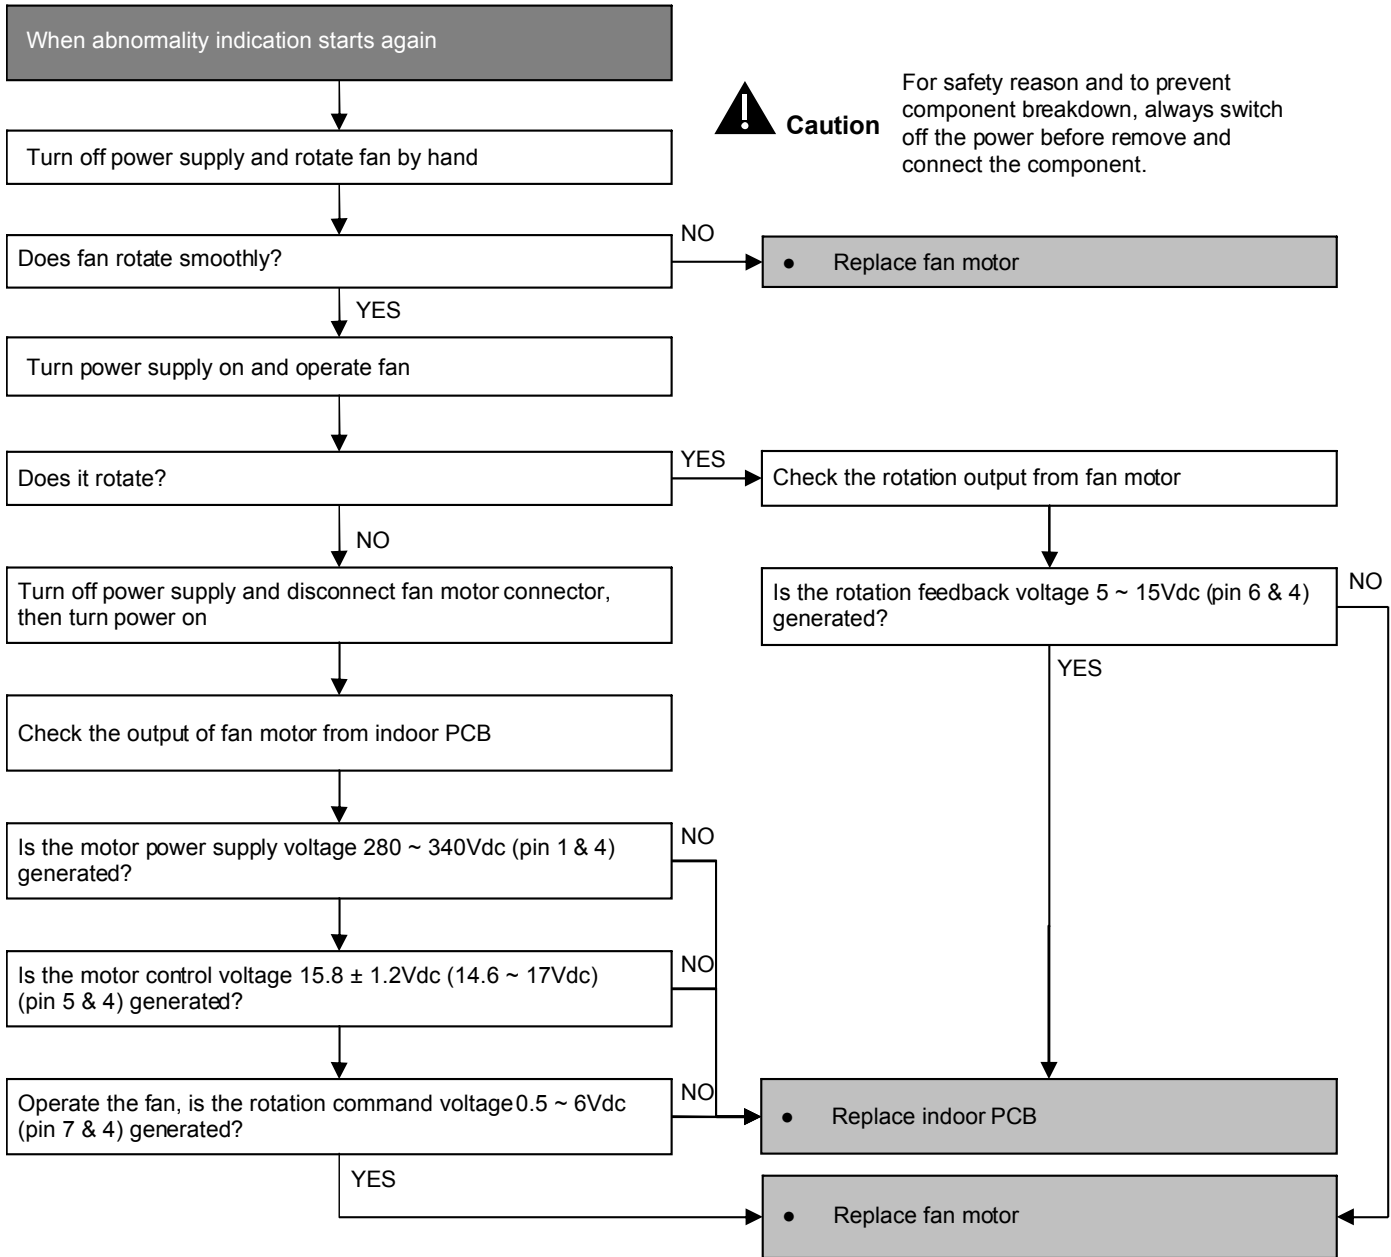 When abnormality indication starts again
Caution
For safety reason and to prevent
component breakdown, always switch
off the power before remove and
connect the component.
Turn off power supply and rotate fan by hand
Does fan rotate smoothly?
NO
● Replace fan motor
YES
Turn power supply on and operate fan
Does it rotate?
YES
Check the rotation output from fan motor
NO
Turn off power supply and disconnect fan motor connector,
then turn power on
Is the rotation feedback voltage 5 ~ 15Vdc (pin 6 & 4)
generated?
NO
YES
Check the output of fan motor from indoor PCB
Is the motor power supply voltage 280 ~ 340Vdc (pin 1 & 4)
generated?
NO
Is the motor control voltage 15.8 ± 1.2Vdc (14.6 ~ 17Vdc)
(pin 5 & 4) generated?
NO
Operate the fan, is the rotation command voltage 0.5 ~ 6Vdc
(pin 7 & 4) generated?
NO
● Replace indoor PCB
YES
● Replace fan motor